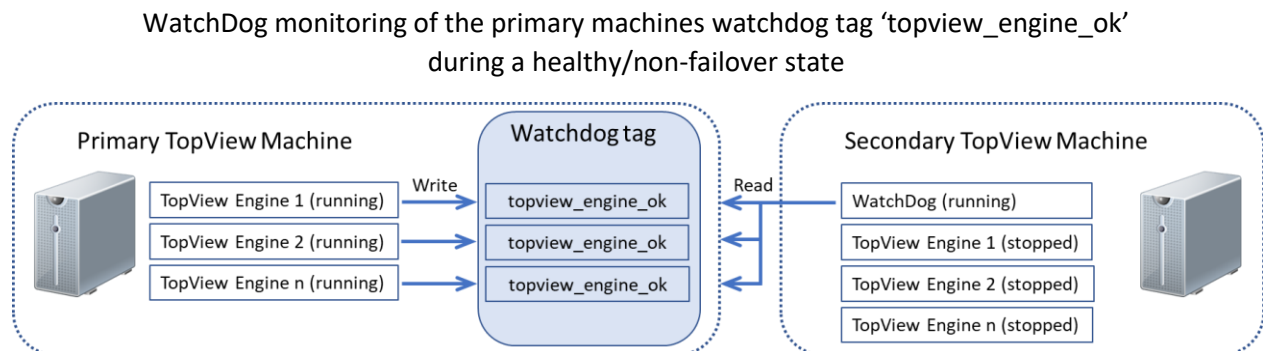 WatchDog monitoring of the primary machines watchdog tag ‘topview_engine_ok’
during a healthy/non-failover state
Primary TopView Machine
TopView Engine 1 (running)
TopView Engine 2 (running)
TopView Engine n (running)
Write
Watchdog tag
topview_engine_ok
topview_engine_ok
topview_engine_ok
Read
Secondary TopView Machine
WatchDog (running)
TopView Engine 1 (stopped)
TopView Engine 2 (stopped)
TopView Engine n (stopped)